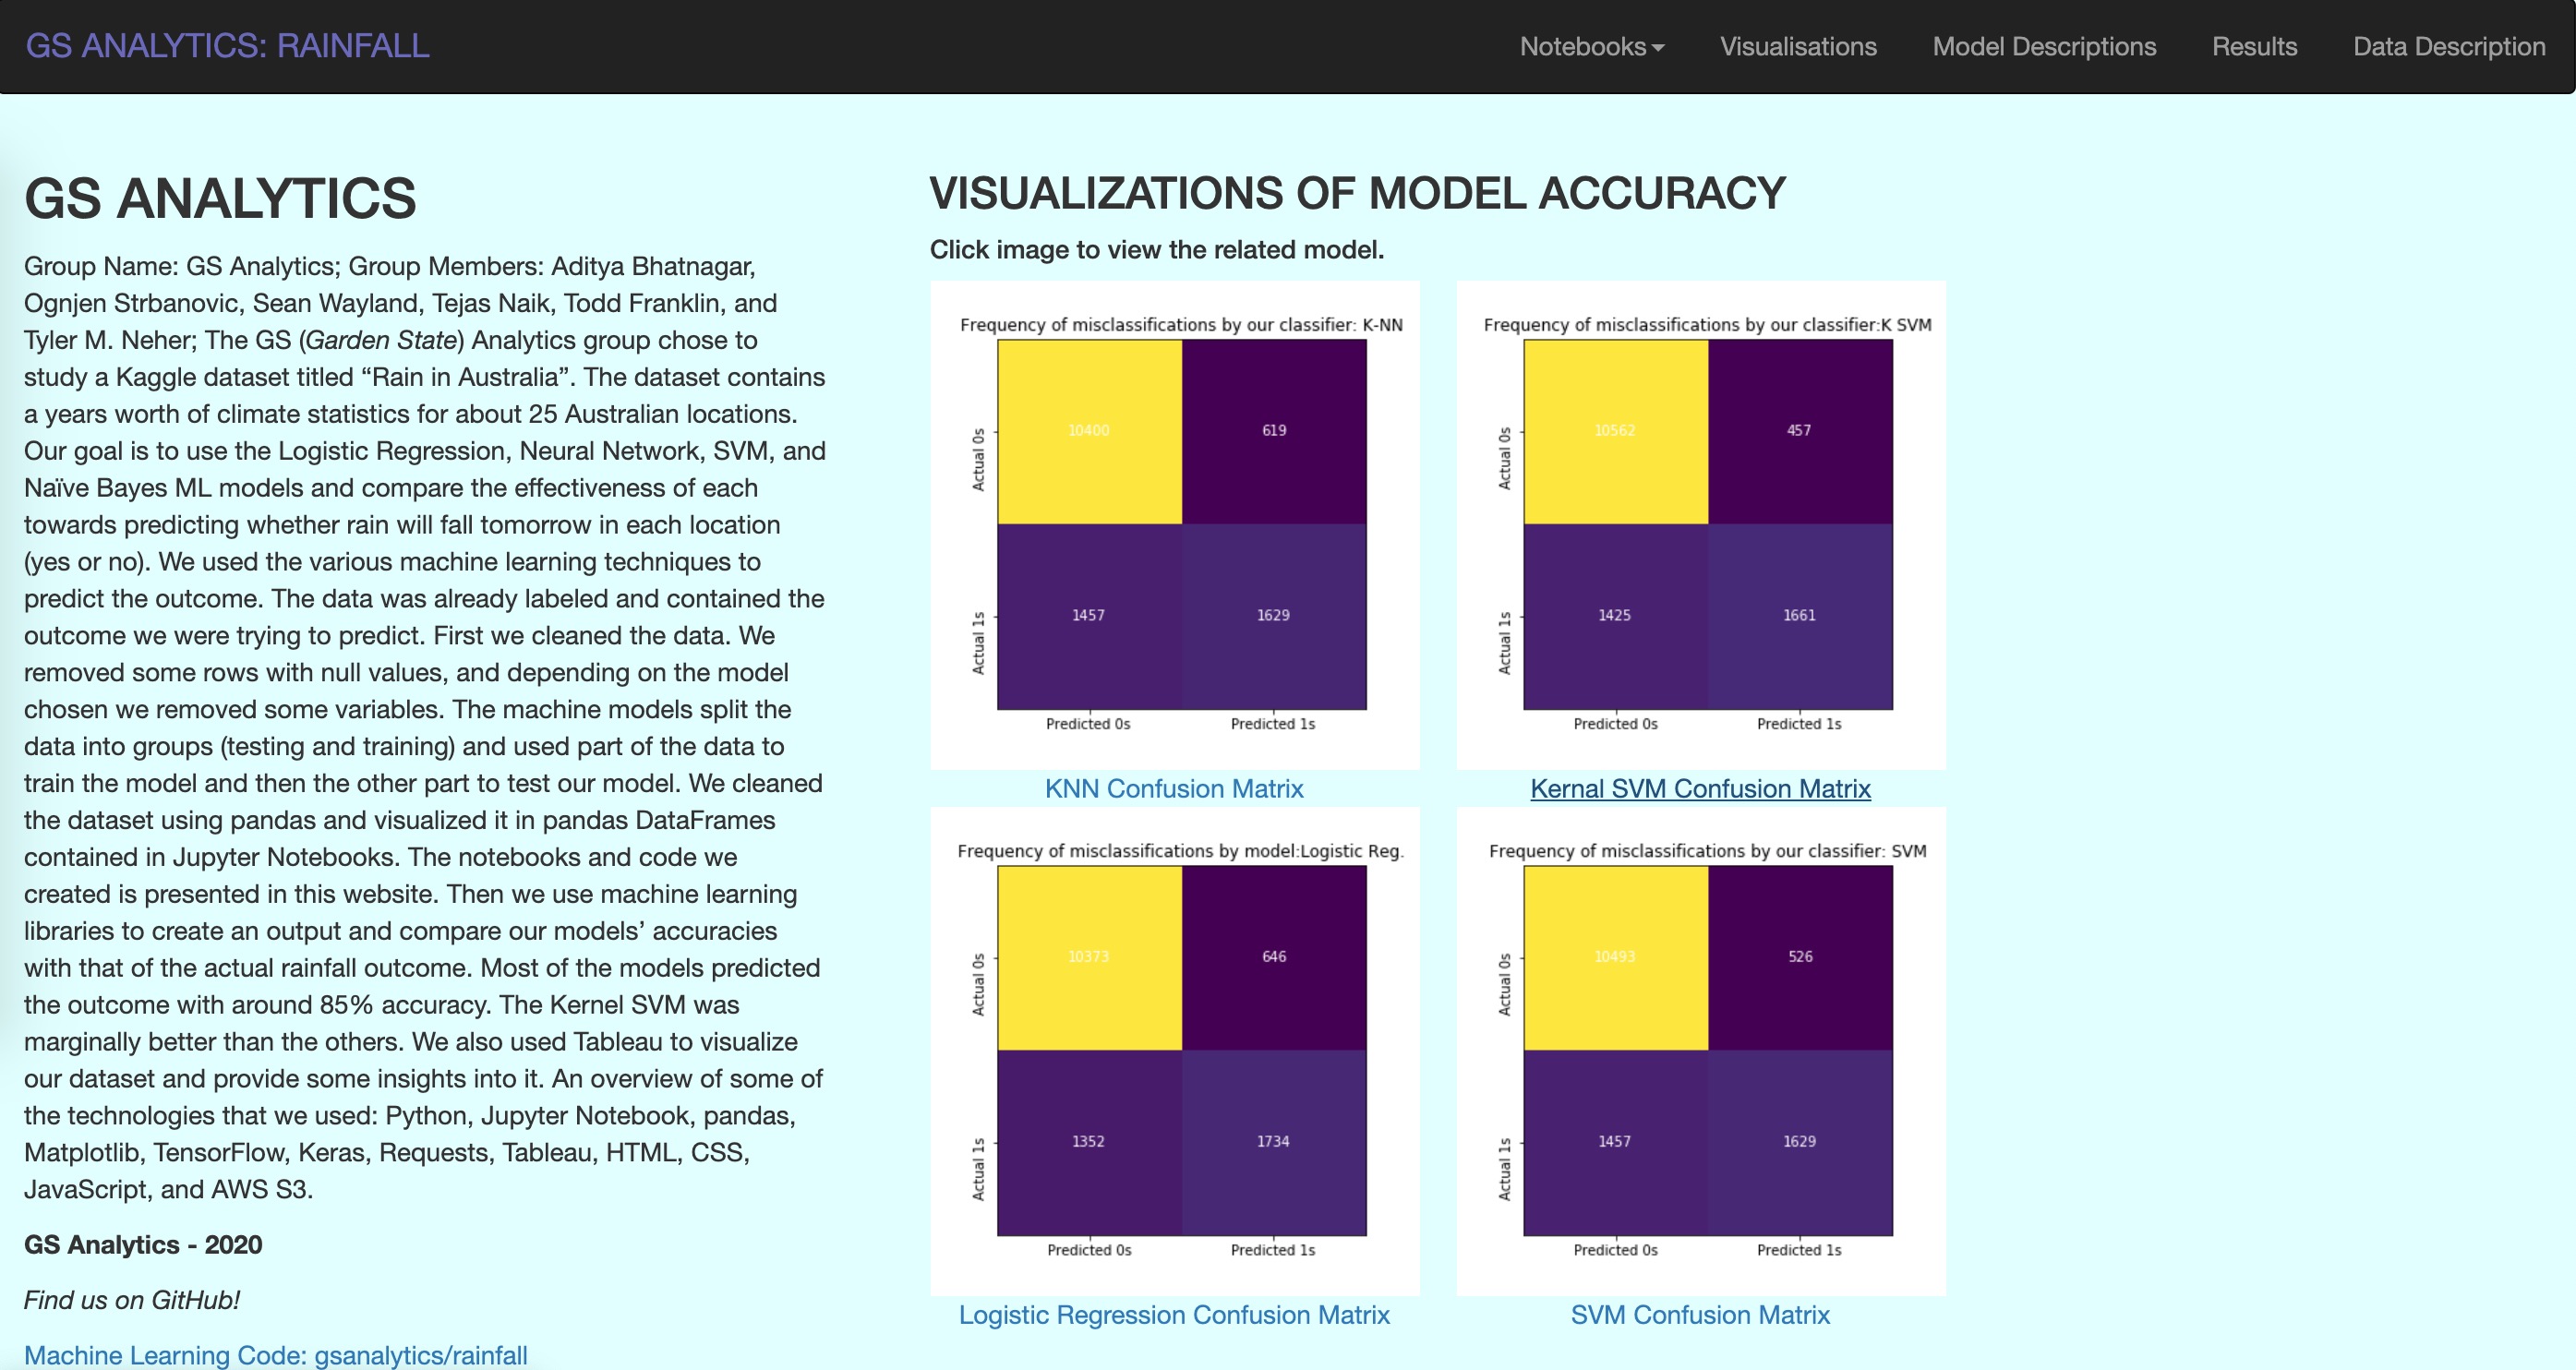 GS ANALYTICS: RAINFALL
Notebooks
Visualisations
Model Descriptions
Results
Data Description
GS ANALYTICS
Group Name: GS Analytics; Group Members: Aditya Bhatnagar,
Ognjen Strbanovic, Sean Wayland, Tejas Naik, Todd Franklin, and
Tyler M. Neher; The GS (Garden State) Analytics group chose to
study a Kaggle dataset titled “Rain in Australia”. The dataset contains
a years worth of climate statistics for about 25 Australian locations.
Our goal is to use the Logistic Regression, Neural Network, SVM, and
Naïve Bayes ML models and compare the effectiveness of each
towards predicting whether rain will fall tomorrow in each location
(yes or no). We used the various machine learning techniques to
predict the outcome. The data was already labeled and contained the
outcome we were trying to predict. First we cleaned the data. We
removed some rows with null values, and depending on the model
chosen we removed some variables. The machine models split the
data into groups (testing and training) and used part of the data to
train the model and then the other part to test our model. We cleaned
the dataset using pandas and visualized it in pandas DataFrames
contained in Jupyter Notebooks. The notebooks and code we
created is presented in this website. Then we use machine learning
libraries to create an output and compare our models’ accuracies
with that of the actual rainfall outcome. Most of the models predicted
the outcome with around 85% accuracy. The Kernel SVM was
marginally better than the others. We also used Tableau to visualize
our dataset and provide some insights into it. An overview of some of
the technologies that we used: Python, Jupyter Notebook, pandas,
Matplotlib, TensorFlow, Keras, Requests, Tableau, HTML, CSS,
JavaScript, and AWS S3.
GS Analytics - 2020
Find us on GitHub!
Machine Learning Code: gsanalytics/rainfall
VISUALIZATIONS OF MODEL ACCURACY
Click image to view the related model.
Frequency of misclassifications by our classifier: K-NN
Actual 0s
10400
619
Actual 1s
1457
1629
Predicted 0s
Predicted 1s
KNN Confusion Matrix
Frequency of misclassifications by our classifier:K SVM
Actual 0s
10562
457
Actual 1s
1425
1661
Predicted 0s
Predicted 1s
Kernal SVM Confusion Matrix
Frequency of misclassifications by model:Logistic Reg.
Actual 0s
10373
646
Actual 1s
1352
1734
Predicted 0s
Predicted 1s
Logistic Regression Confusion Matrix
Frequency of misclassifications by our classifier: SVM
Actual 0s
10493
526
Actual 1s
1457
1629
Predicted 0s
Predicted 1s
SVM Confusion Matrix